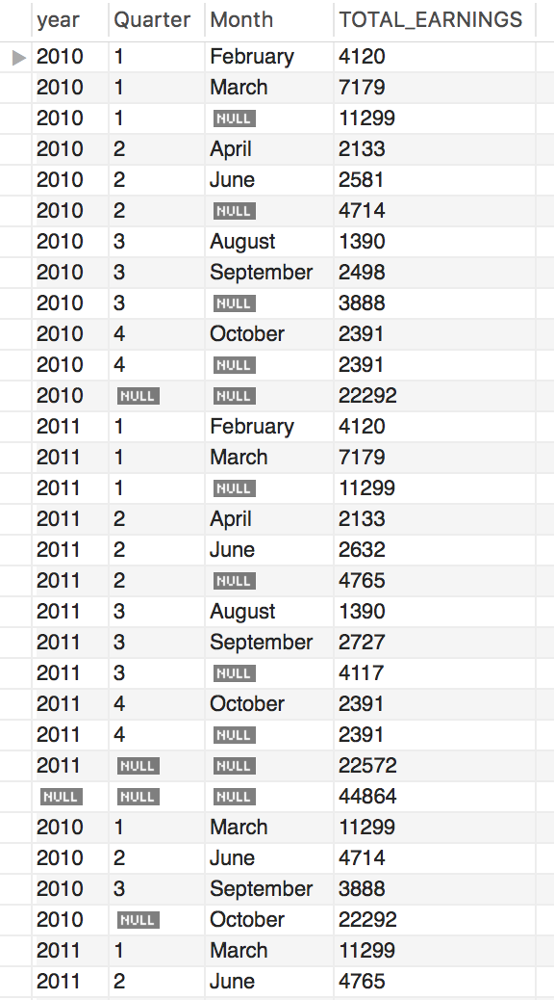 year Quarter Month TOTAL_EARNINGS
2010 1 February 4120
2010 1 March 7179
2010 1 NULL 11299
2010 2 April 2133
2010 2 June 2581
2010 2 NULL 4714
2010 3 August 1390
2010 3 September 2498
2010 3 NULL 3888
2010 4 October 2391
2010 4 NULL 2391
2010 NULL NULL 22292
2011 1 February 4120
2011 1 March 7179
2011 1 NULL 11299
2011 2 April 2133
2011 2 June 2632
2011 2 NULL 4765
2011 3 August 1390
2011 3 September 2727
2011 3 NULL 4117
2011 4 October 2391
2011 4 NULL 2391
2011 NULL NULL 22572
NULL NULL NULL 44864
2010 1 March 11299
2010 2 June 4714
2010 3 September 3888
2010 NULL October 22292
2011 1 March 11299
2011 2 June 4765